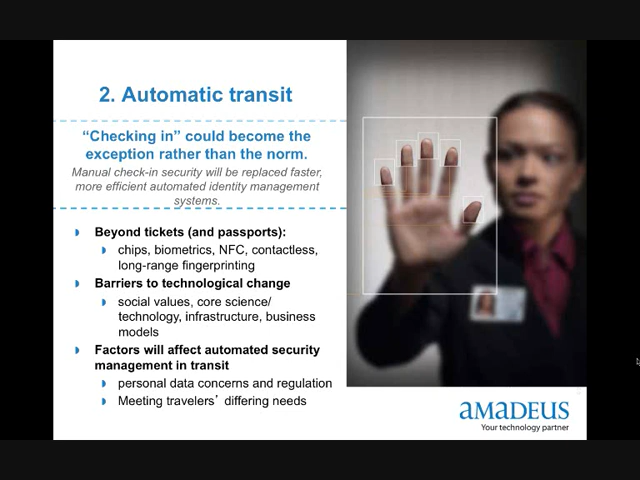 2. Automatic transit
“Checking in” could become the
exception rather than the norm.
Manual check-in security will be replaced faster,
more efficient automated identity management
systems.
Beyond tickets (and passports):
chips, biometrics, NFC, contactless,
long-range fingerprinting
Barriers to technological change
social values, core science/
technology, infrastructure, business
models
Factors will affect automated security
management in transit
personal data concerns and regulation
Meeting travelers’ differing needs
aMaDEUS
Your technology partner